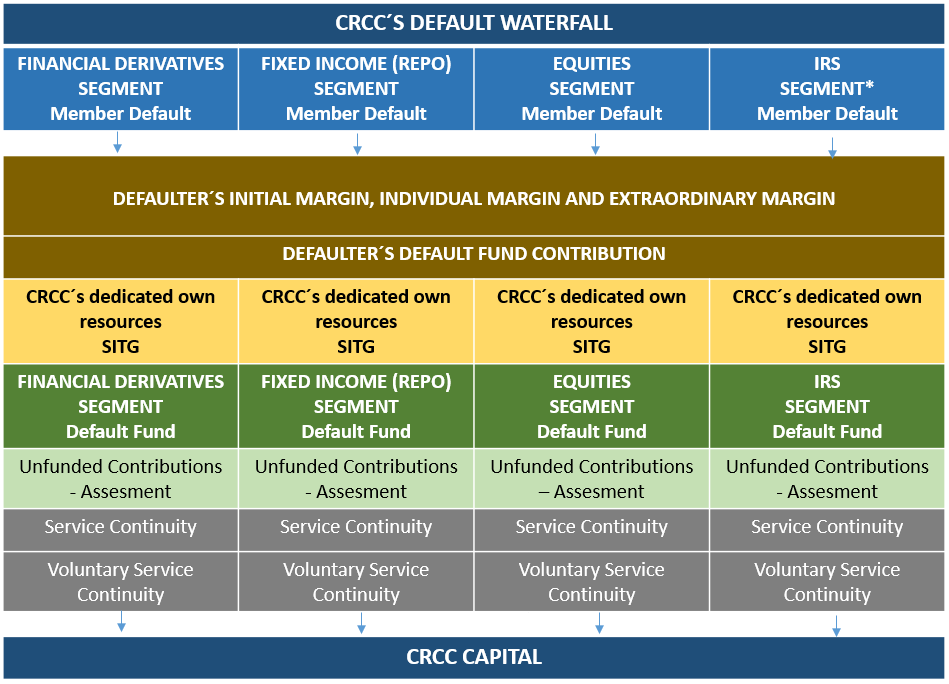 CRCC´S DEFAULT WATERFALL
FINANCIAL DERIVATIVES
SEGMENT
Member Default
FIXED INCOME (REPO)
SEGMENT
Member Default
EQUITIES
SEGMENT
Member Default
IRS
SEGMENT*
Member Default
DEFAULTER´S INITIAL MARGIN, INDIVIDUAL MARGIN AND EXTRAORDINARY MARGIN
DEFAULTER´S DEFAULT FUND CONTRIBUTION
CRCC´s dedicated own
resources
SITG
CRCC´s dedicated own
resources
SITG
CRCC´s dedicated own
resources
SITG
CRCC´s dedicated own
resources
SITG
FINANCIAL DERIVATIVES
SEGMENT
Default Fund
FIXED INCOME (REPO)
SEGMENT
Default Fund
EQUITIES
SEGMENT
Default Fund
IRS
SEGMENT
Default Fund
Unfunded Contributions
- Assesment
Unfunded Contributions
- Assesment
Unfunded Contributions
– Assesment
Unfunded Contributions
- Assesment
Service Continuity
Service Continuity
Service Continuity
Service Continuity
Voluntary Service
Continuity
Voluntary Service
Continuity
Voluntary Service
Continuity
Voluntary Service
Continuity
CRCC CAPITAL